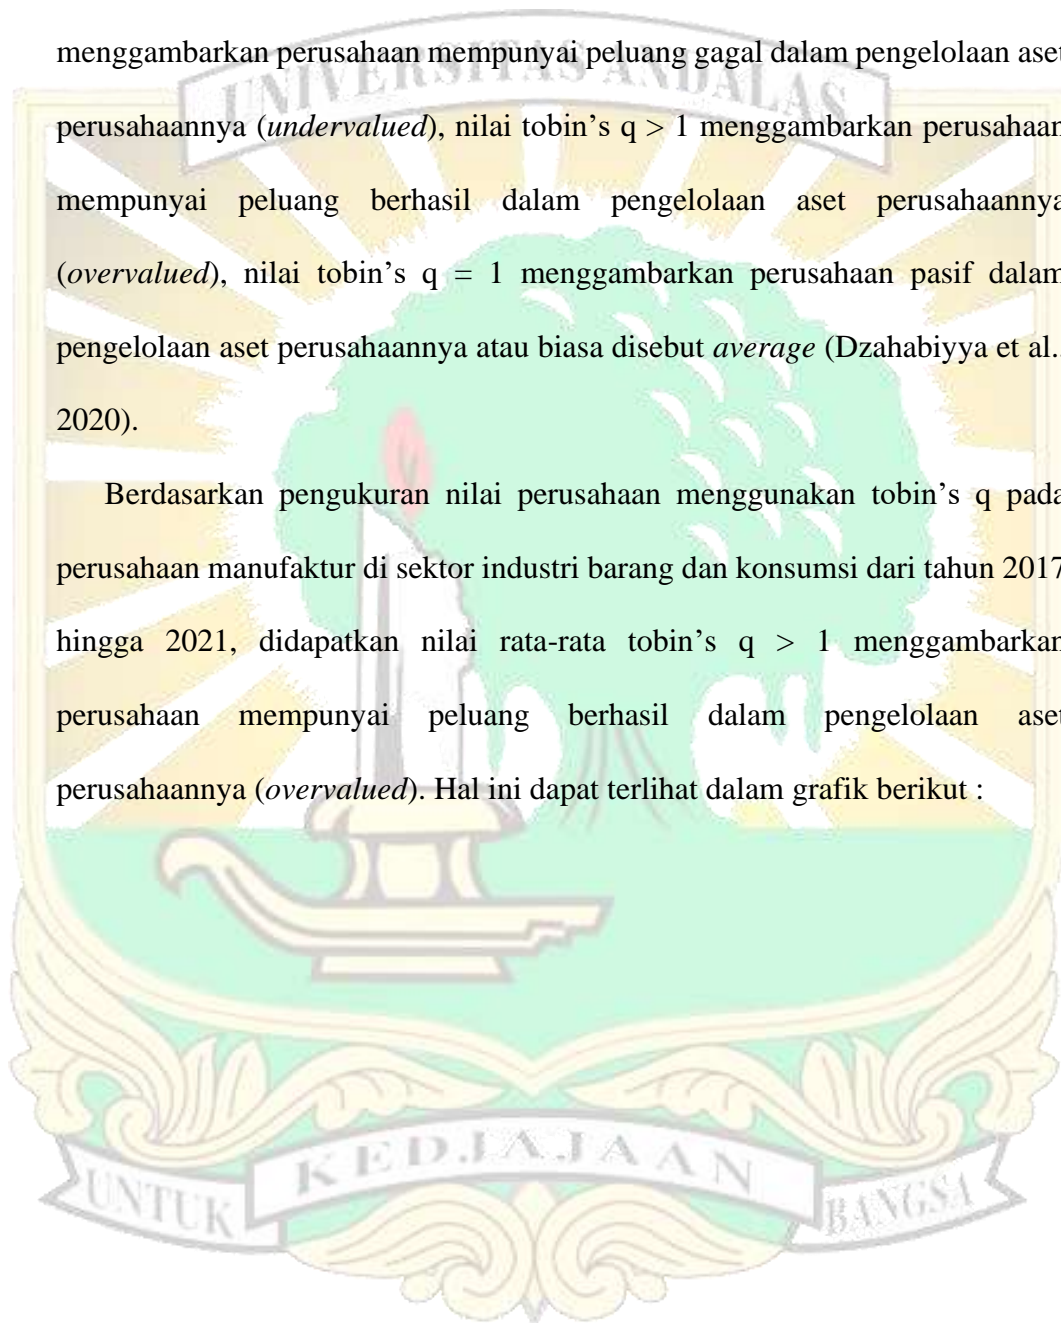 menggambarkan perusahaan mempunyai peluang gagal dalam pengelolaan aset
UNIVERSITAS ANDALAS
perusahaannya (undervalued), nilai tobin’s q > 1 menggambarkan perusahaan
mempunyai peluang berhasil dalam pengelolaan aset perusahaannya
(overvalued), nilai tobin’s q = 1 menggambarkan perusahaan pasif dalam
pengelolaan aset perusahaannya atau biasa disebut average (Dzahabiyya et al.,
2020).
Berdasarkan pengukuran nilai perusahaan menggunakan tobin’s q pada
perusahaan manufaktur di sektor industri barang dan konsumsi dari tahun 2017
hingga 2021, didapatkan nilai rata-rata tobin’s q > 1 menggambarkan
perusahaan mempunyai peluang berhasil dalam pengelolaan aset
perusahaannya (overvalued). Hal ini dapat terlihat dalam grafik berikut :
UNTUK KEDJAJAAN BANGSA